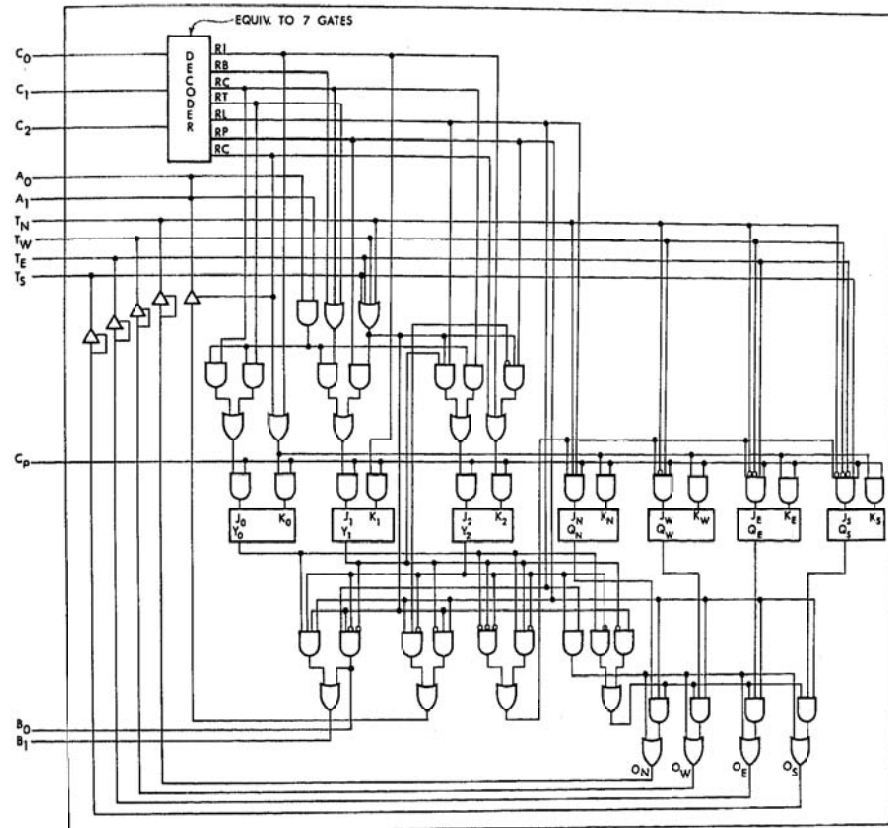 EQUIV. TO 7 GATES
C0
C1
C2
DECODER
RI
RB
RC
RT
RL
RP
RC
A0
A1
TN
TW
TE
TS
CP
J0 K0
Y0
J1 K1
Y1
J2 K2
Y2
JN KN
QN
JW KW
QW
JE KE
QE
JS KS
QS
B0
B1
ON
OW
OE
OS